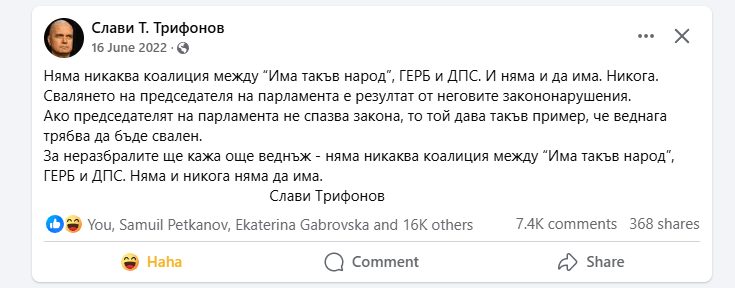 Слави Т. Трифонов
16 June 2022 ·
Няма никаква коалиция между “Има такъв народ”, ГЕРБ и ДПС. И няма и да има. Никога.
Свалянето на председателя на парламента е резултат от неговите закононарушения.
Ако председателят на парламента не спазва закона, то той дава такъв пример, че веднага
трябва да бъде свален.
За неразбралите ще кажа още веднъж - няма никаква коалиция между “Има такъв народ”,
ГЕРБ и ДПС. Няма и никога няма да има.
Слави Трифонов
You, Samuil Petkanov, Ekaterina Gabrovska and 16K others 7.4K comments 368 shares
Haha Comment Share